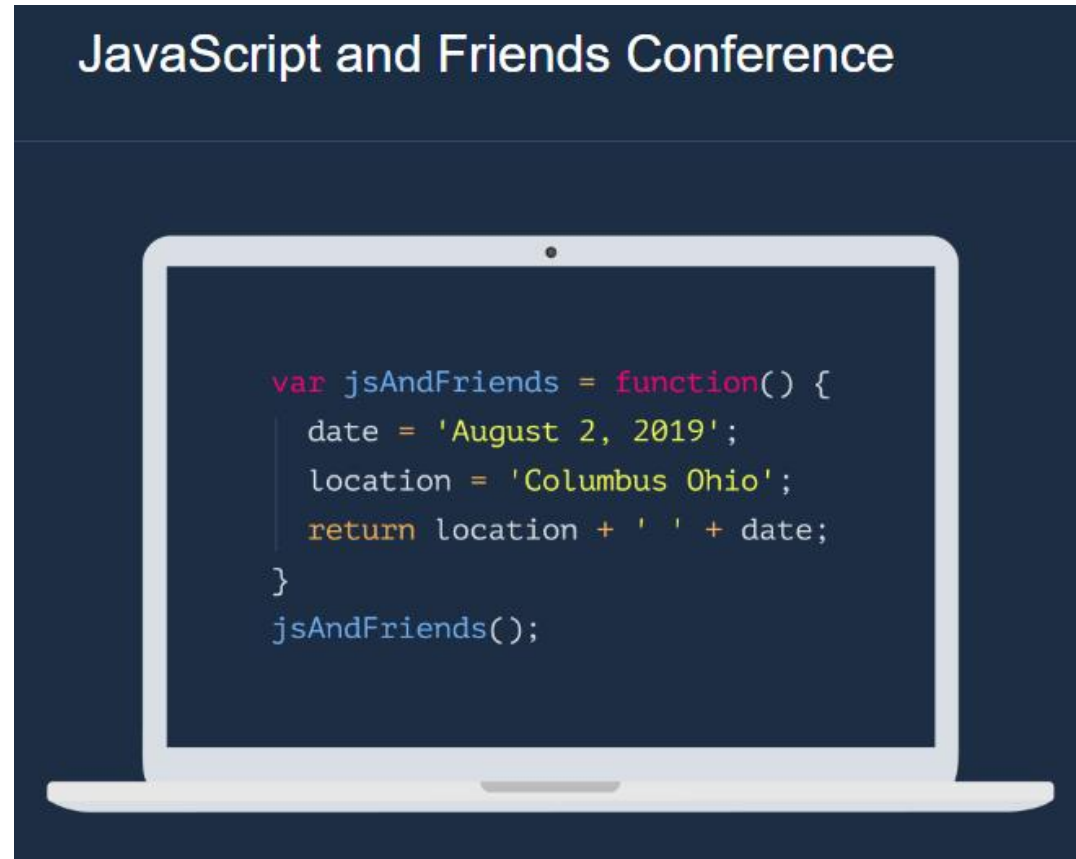 JavaScript and Friends Conference
var jsAndFriends = function() {
date = 'August 2, 2019';
location = 'Columbus Ohio';
return location + ' ' + date;
}
jsAndFriends();